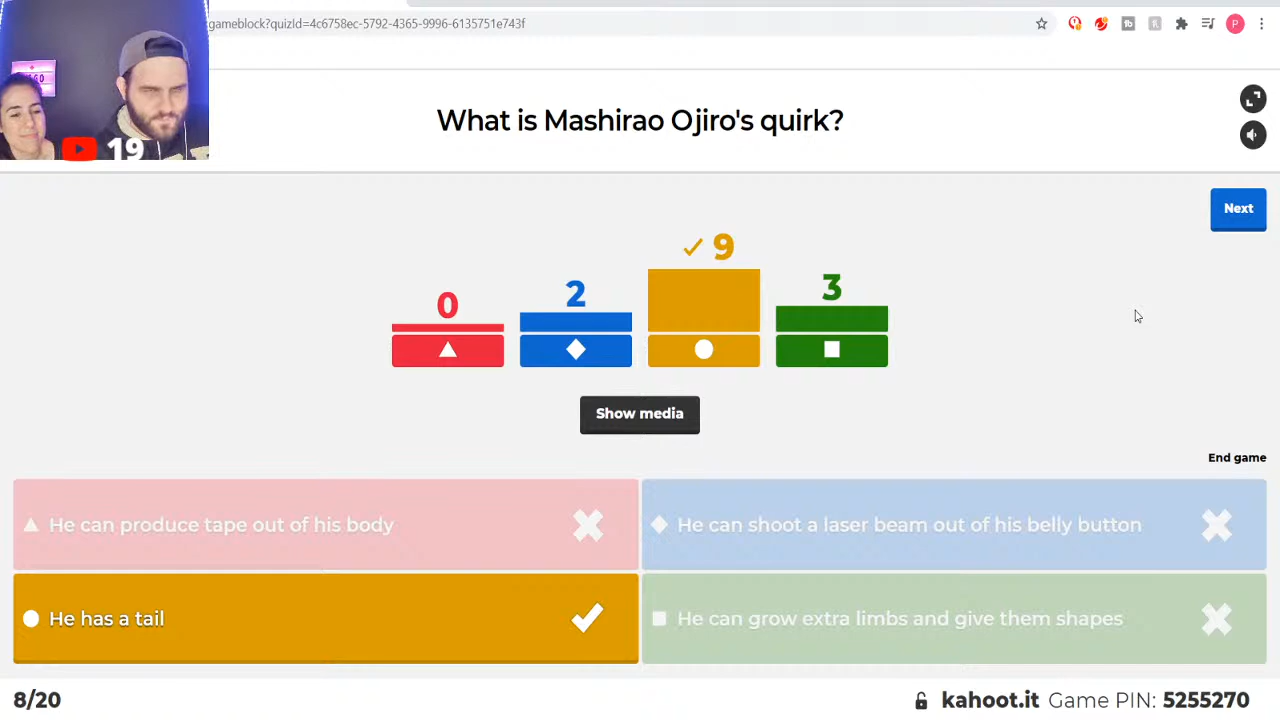 gameblock?quizId=4c6758ec-5792-4365-9996-6135751e743f
P
19
What is Mashirao Ojiro's quirk?
Next
0
2
9
3
Show media
End game
He can produce tape out of his body
He can shoot a laser beam out of his belly button
He has a tail
He can grow extra limbs and give them shapes
8/20
kahoot.it Game PIN: 5255270